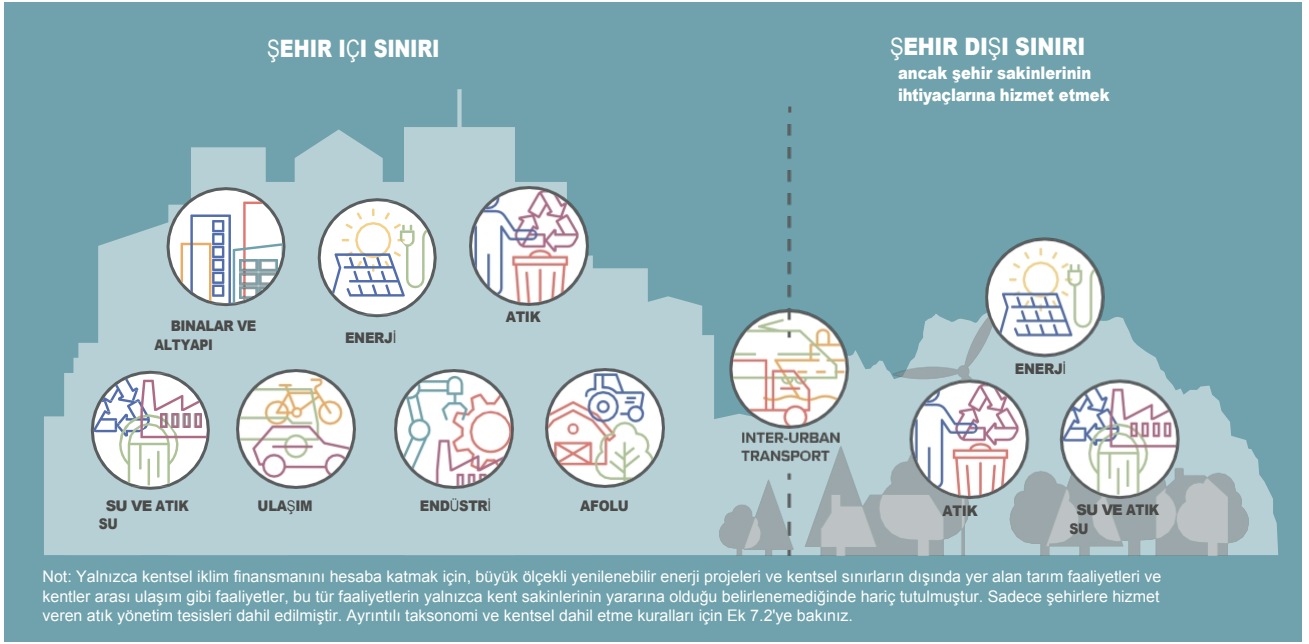 ŞEHIR IÇI SINIRI
ŞEHIR DIŞI SINIRI
ancak şehir sakinlerinin
ihtiyaçlarına hizmet etmek
BINALAR VE
ALTYAPI
ENERJİ
ATIK
SU VE ATIK
SU
ULAŞIM
ENDÜSTRİ
AFOLU
INTER-URBAN
TRANSPORT
ENERJİ
ATIK
SU VE ATIK
SU
Not: Yalnızca kentsel iklim finansmanını hesaba katmak için, büyük ölçekli yenilenebilir enerji projeleri ve kentsel sınırların dışında yer alan tarım faaliyetleri ve
kentler arası ulaşım gibi faaliyetler, bu tür faaliyetlerin yalnızca kent sakinlerinin yararına olduğu belirlenemediğinde hariç tutulmuştur. Sadece şehirlere hizmet
veren atık yönetim tesisleri dahil edilmiştir. Ayrıntılı taksonomi ve kentsel dahil etme kuralları için Ek 7.2'ye bakınız.